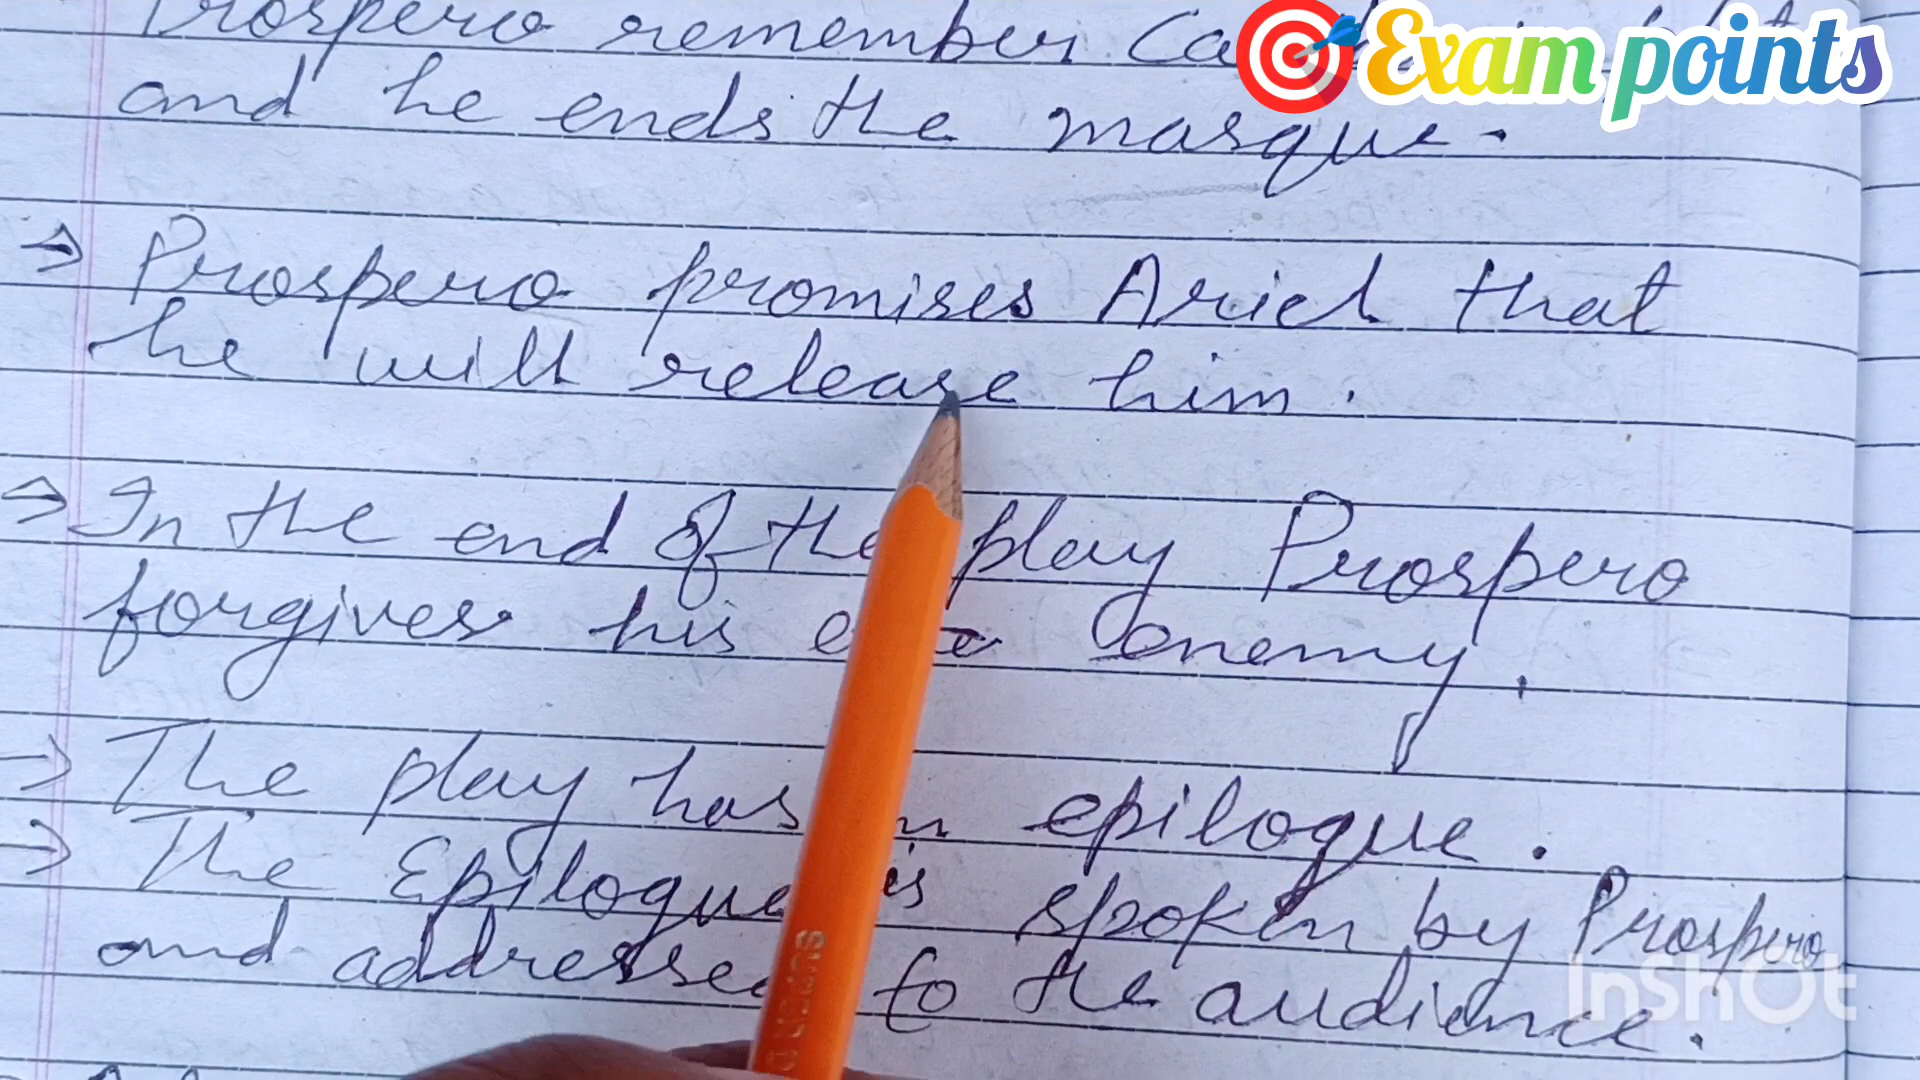 Prospero remember
Exam points
and he ends the masque.
→ Prospero promises Ariel that
he will release him.
→ In the end of the play Prospero
forgives his enemy.
→ The play has epilogue.
→ The Epilogue is spoken by Prospero
and addressed to the audience.
InShOt